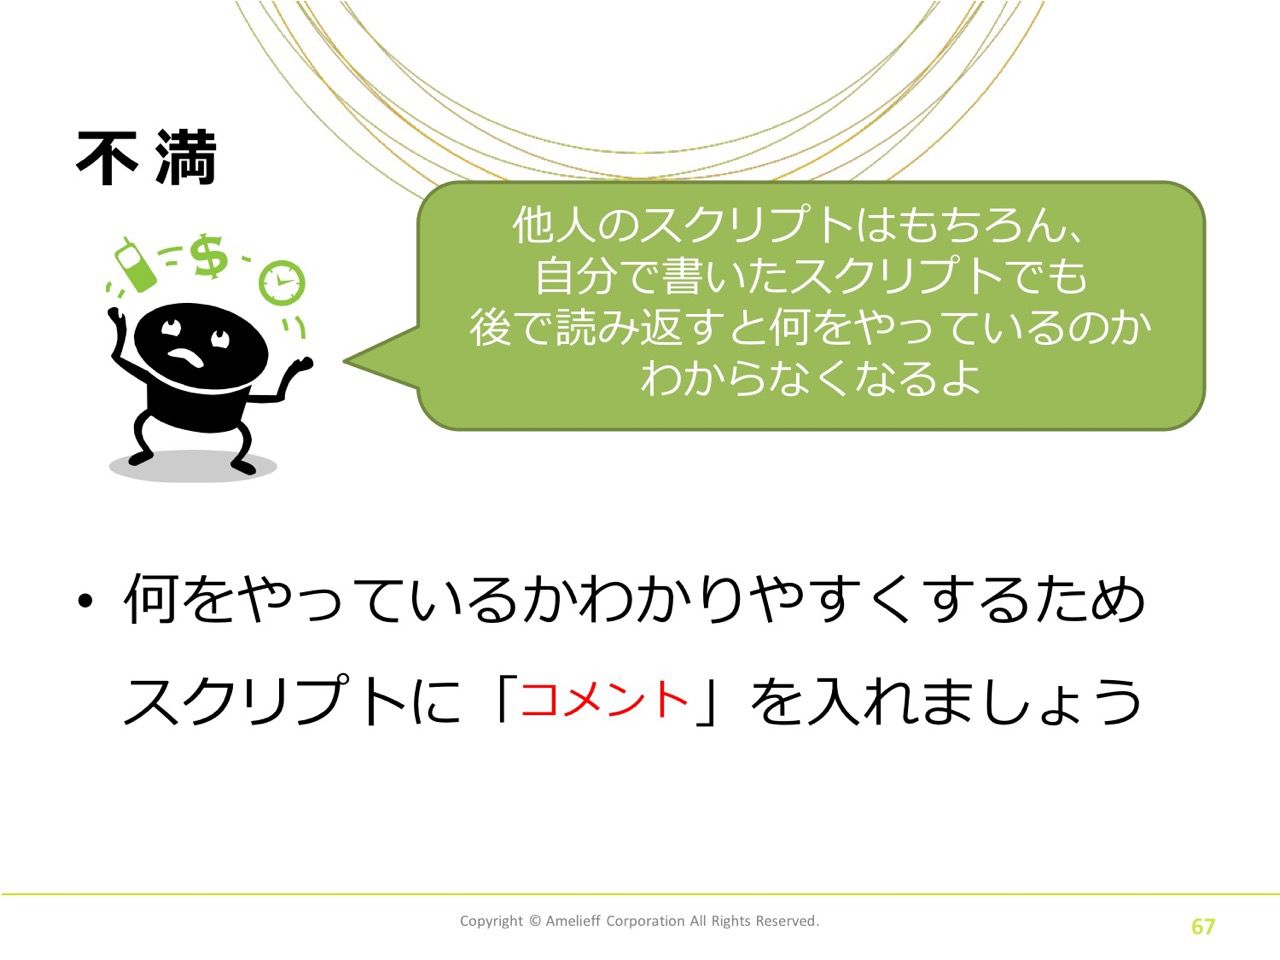 不満
他人のスクリプトはもちろん、
自分で書いたスクリプトでも
後で読み返すと何をやっているのか
わからなくなるよ
• 何をやっているかわかりやすくするため
スクリプトに「コメント」を入れましょう
Copyright © Amelieff Corporation All Rights Reserved.
67